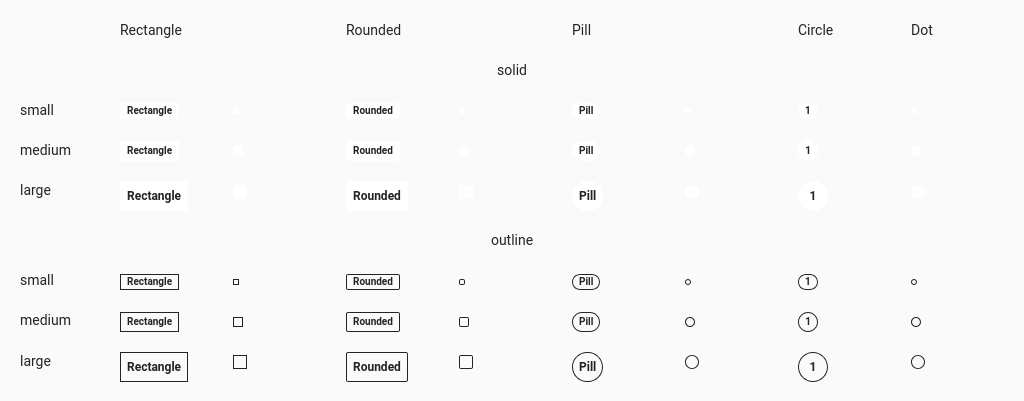 Rectangle Rounded Pill Circle Dot
solid
small Rectangle Rounded Pill 1
medium Rectangle Rounded Pill 1
large Rectangle Rounded Pill 1
outline
small Rectangle Rounded Pill 1
medium Rectangle Rounded Pill 1
large Rectangle Rounded Pill 1